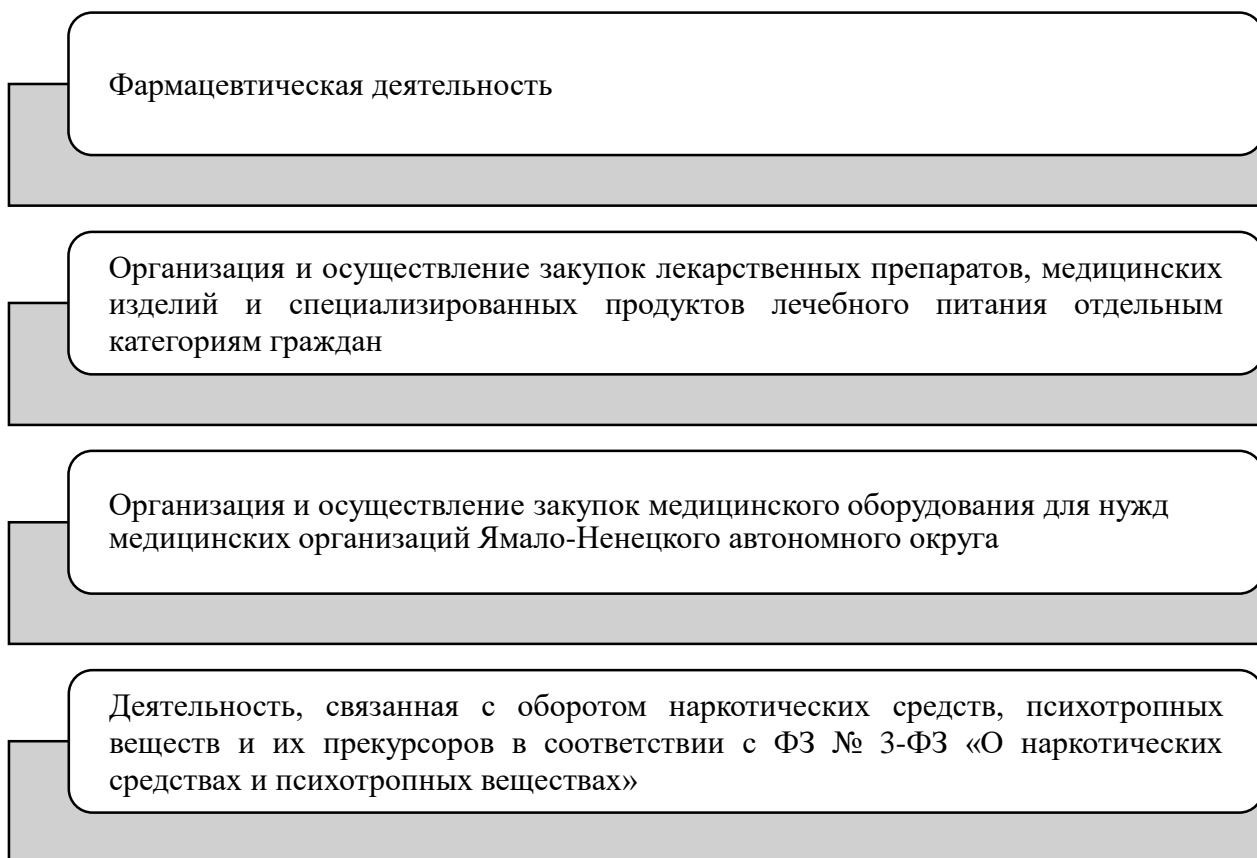 Фармацевтическая деятельность
Организация и осуществление закупок лекарственных препаратов, медицинских
изделий и специализированных продуктов лечебного питания отдельным
категориям граждан
Организация и осуществление закупок медицинского оборудования для нужд
медицинских организаций Ямало-Ненецкого автономного округа
Деятельность, связанная с оборотом наркотических средств, психотропных
веществ и их прекурсоров в соответствии с ФЗ № 3-ФЗ «О наркотических
средствах и психотропных веществах»